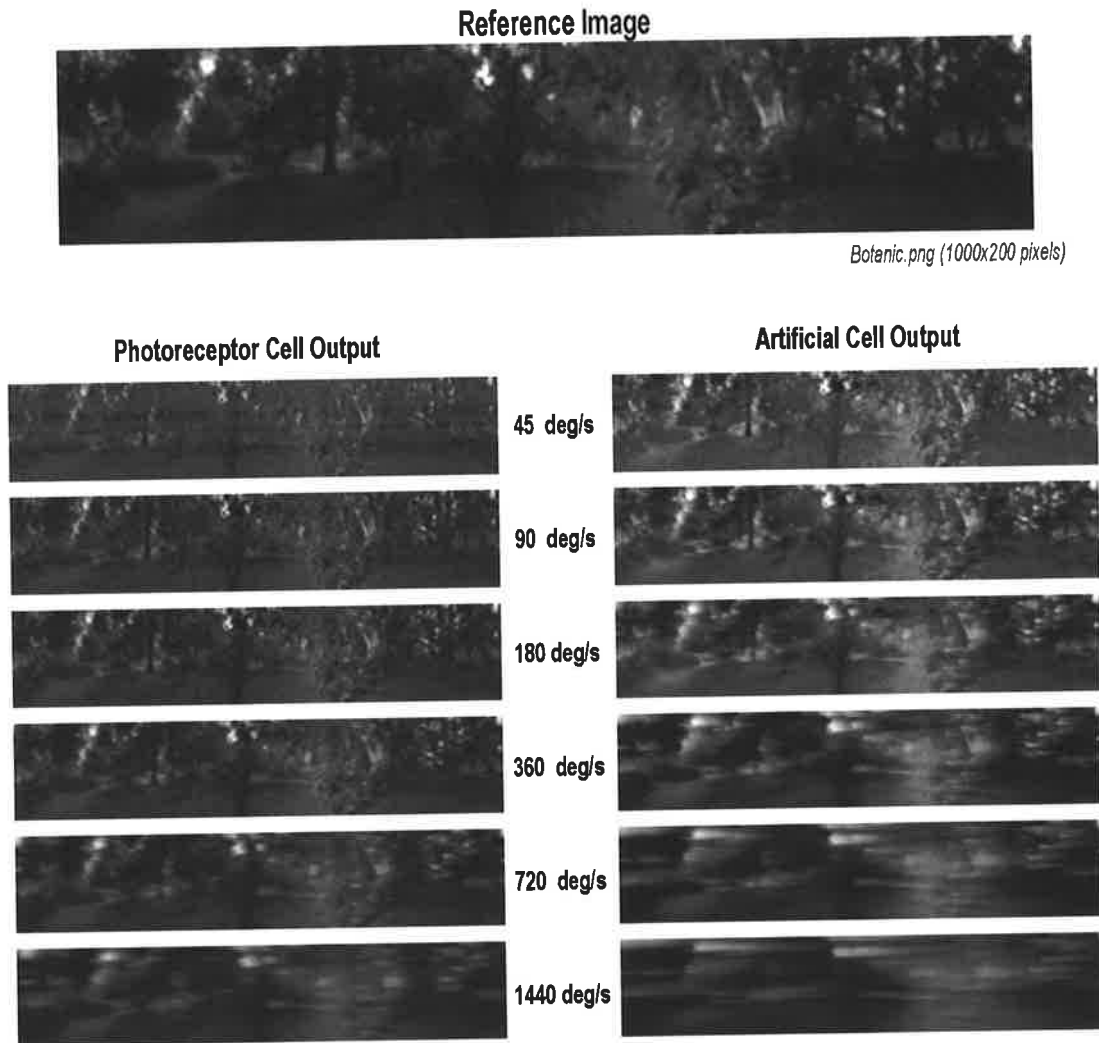 Reference Image
Botanic.png (1000x200 pixels)
Photoreceptor Cell Output
Artificial Cell Output
45 deg/s
90 deg/s
180 deg/s
360 deg/s
720 deg/s
1440 deg/s